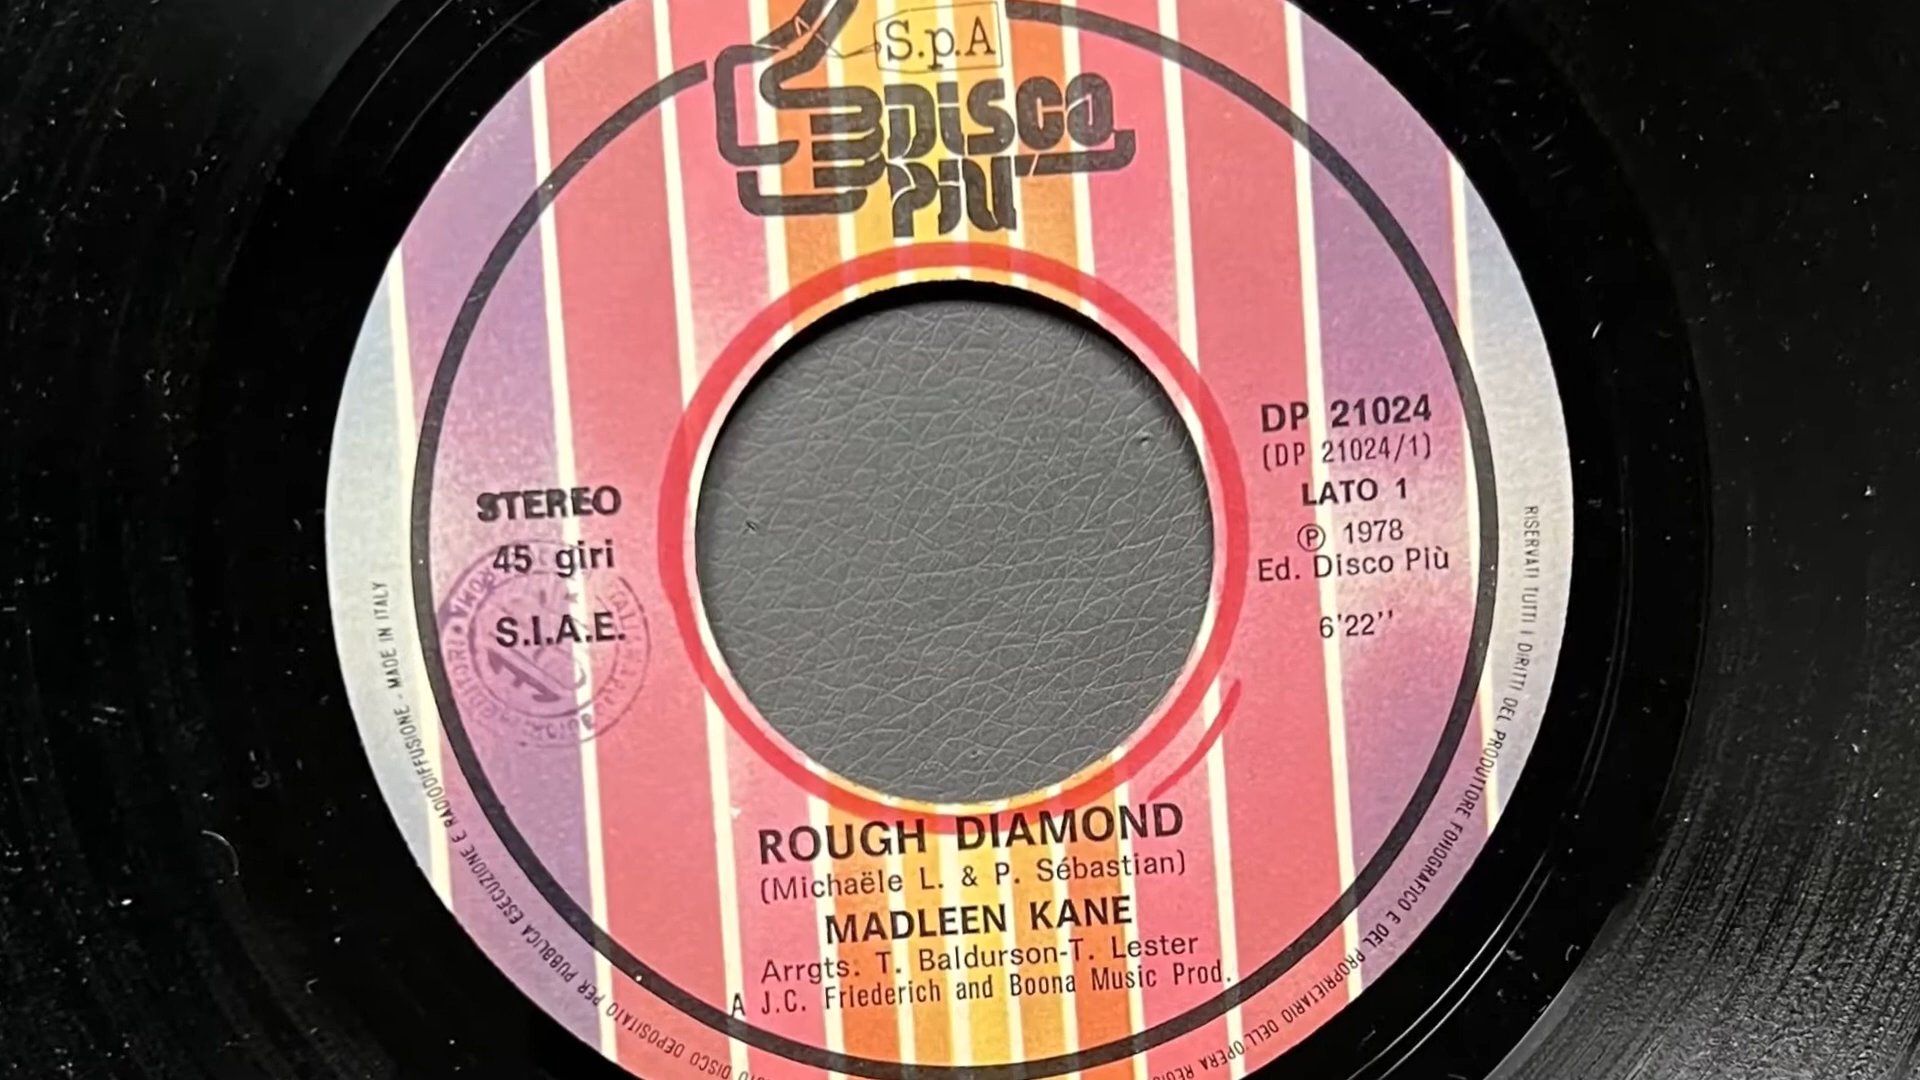 S.p.A
DISCO
PIÙ
STEREO
45 giri
S.I.A.E.
DP 21024
(DP 21024/1)
LATO 1
Ⓟ 1978
Ed. Disco Più
6'22''
ROUGH DIAMOND
(Michaële L. & P. Sébastian)
MADLEEN KANE
Arrgts: T. Baldurson-T. Lester
A J.C. Friederich and Boona Music Prod.
RISERVATI TUTTI I DIRITTI DEL PRODUTTORE FONOGRAFICO E DEL PROPRIETARIO DELL'OPERA
DISCO DEPOSITATO PER PUBBLICA ESECUZIONE E RADIODIFFUSIONE - MADE IN ITALY